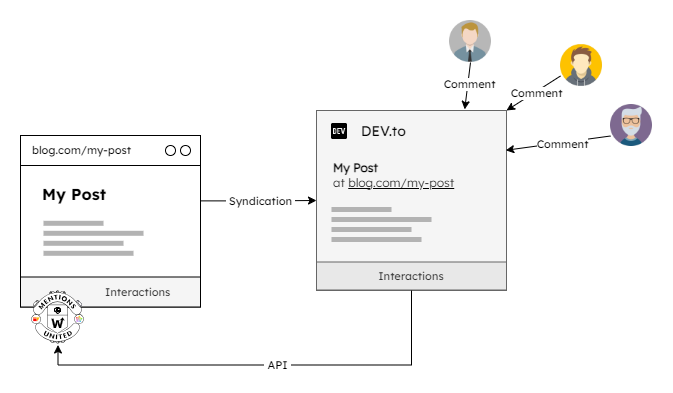 Comment
Comment
Comment
DEV
DEV.to
blog.com/my-post
My Post
at blog.com/my-post
My Post
Syndication
Interactions
Interactions
MENTIONS
W
UNITED
API